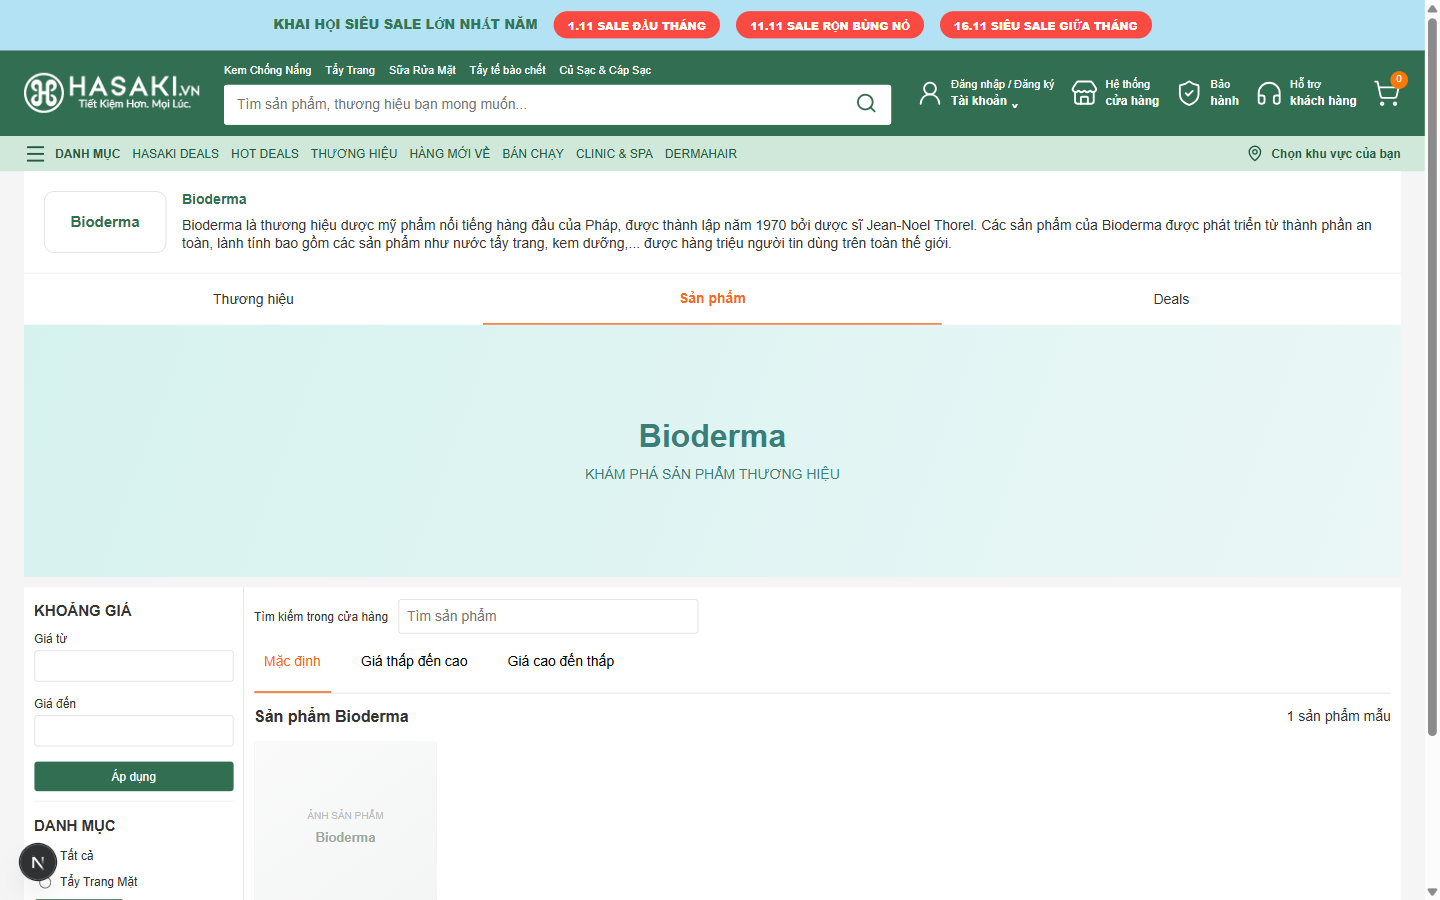 KHAI HỘI SIÊU SALE LỚN NHẤT NĂM
1.11 SALE ĐẦU THÁNG
11.11 SALE RỘN BÙNG NỔ
16.11 SIÊU SALE GIỮA THÁNG
HASAKI.VN
Tiết Kiệm Hơn. Mọi Lúc.
Kem Chống Nắng Tẩy Trang Sữa Rửa Mặt Tẩy tế bào chết Củ Sạc & Cáp Sạc
Tìm sản phẩm, thương hiệu bạn mong muốn...
Đăng nhập / Đăng ký
Tài khoản
Hệ thống
cửa hàng
Bảo
hành
Hỗ trợ
khách hàng
0
DANH MỤC HASAKI DEALS HOT DEALS THƯƠNG HIỆU HÀNG MỚI VỀ BÁN CHẠY CLINIC & SPA DERMAHAIR
Chọn khu vực của bạn
Bioderma
Bioderma
Bioderma là thương hiệu dược mỹ phẩm nổi tiếng hàng đầu của Pháp, được thành lập năm 1970 bởi dược sĩ Jean-Noel Thorel. Các sản phẩm của Bioderma được phát triển từ thành phần an
toàn, lành tính bao gồm các sản phẩm như nước tẩy trang, kem dưỡng,... được hàng triệu người tin dùng trên toàn thế giới.
Thương hiệu
Sản phẩm
Deals
Bioderma
KHÁM PHÁ SẢN PHẨM THƯƠNG HIỆU
KHOẢNG GIÁ
Giá từ
Giá đến
Áp dụng
DANH MỤC
Tất cả
Tẩy Trang Mặt
N
Tìm kiếm trong cửa hàng
Tìm sản phẩm
Mặc định
Giá thấp đến cao
Giá cao đến thấp
Sản phẩm Bioderma
1 sản phẩm mẫu
ẢNH SẢN PHẨM
Bioderma